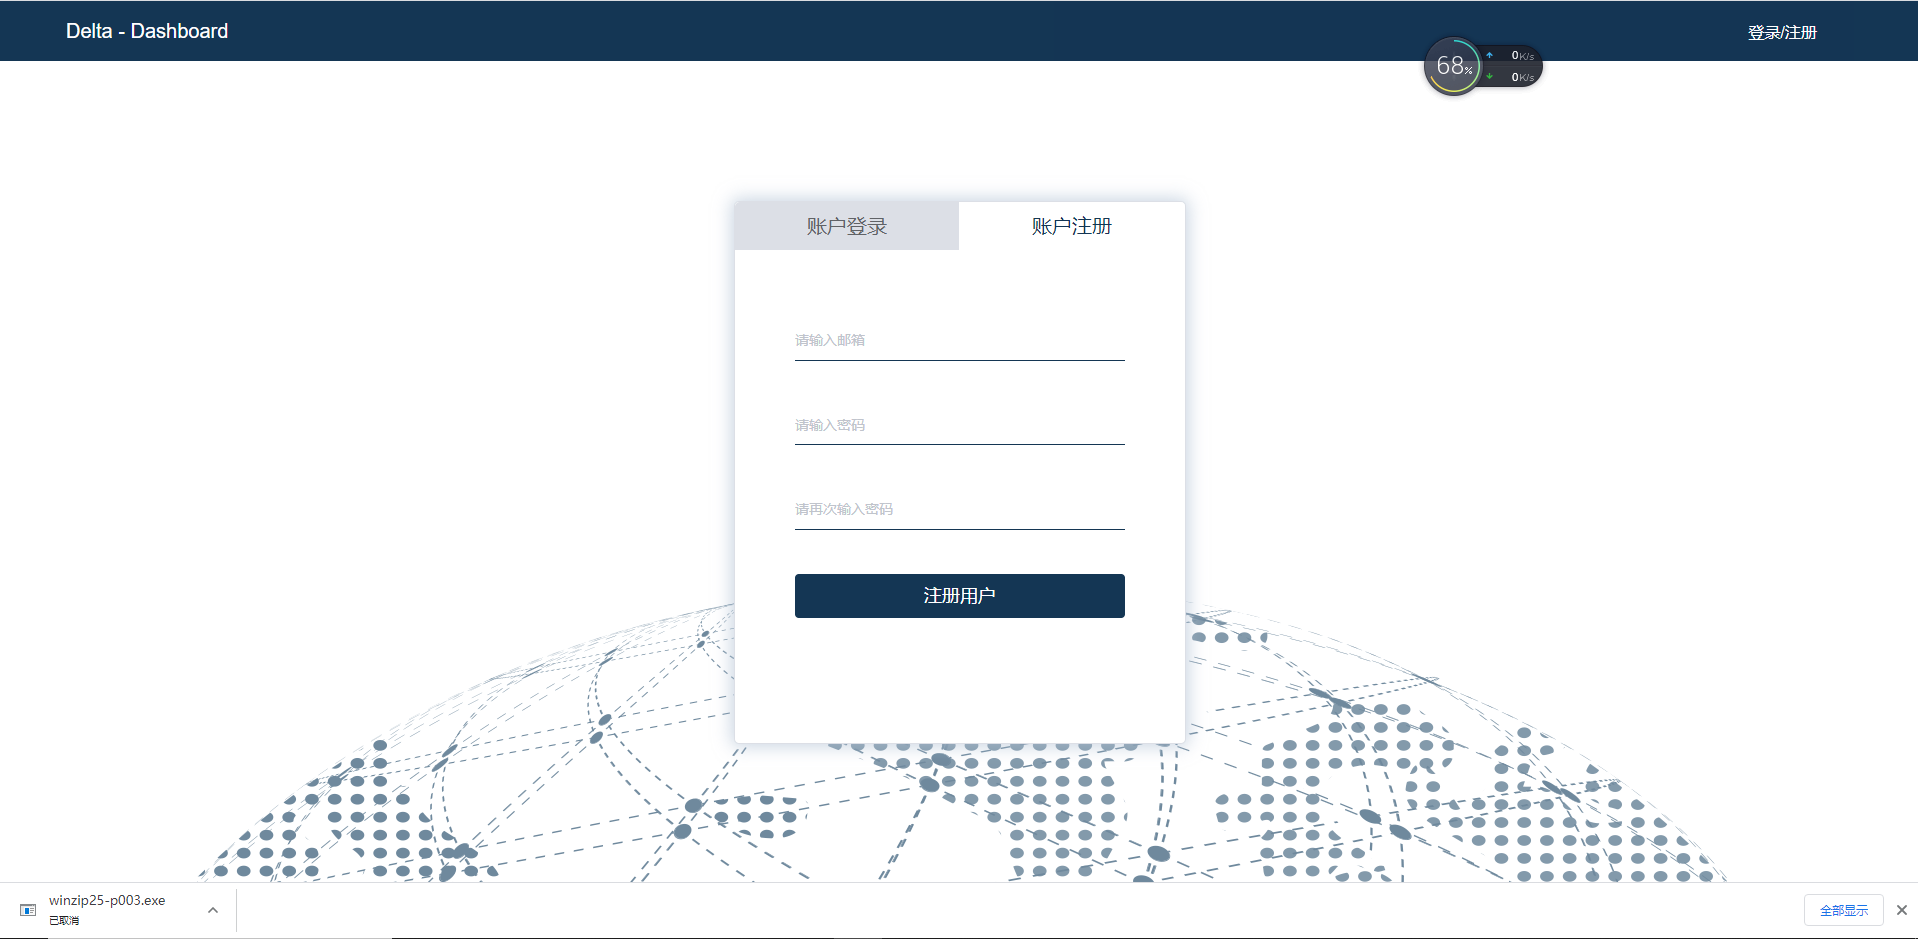 Delta - Dashboard
登录/注册
68%
0K/s
0K/s
账户登录
账户注册
请输入邮箱
请输入密码
请再次输入密码
注册用户
winzip25-p003.exe
已取消
全部显示